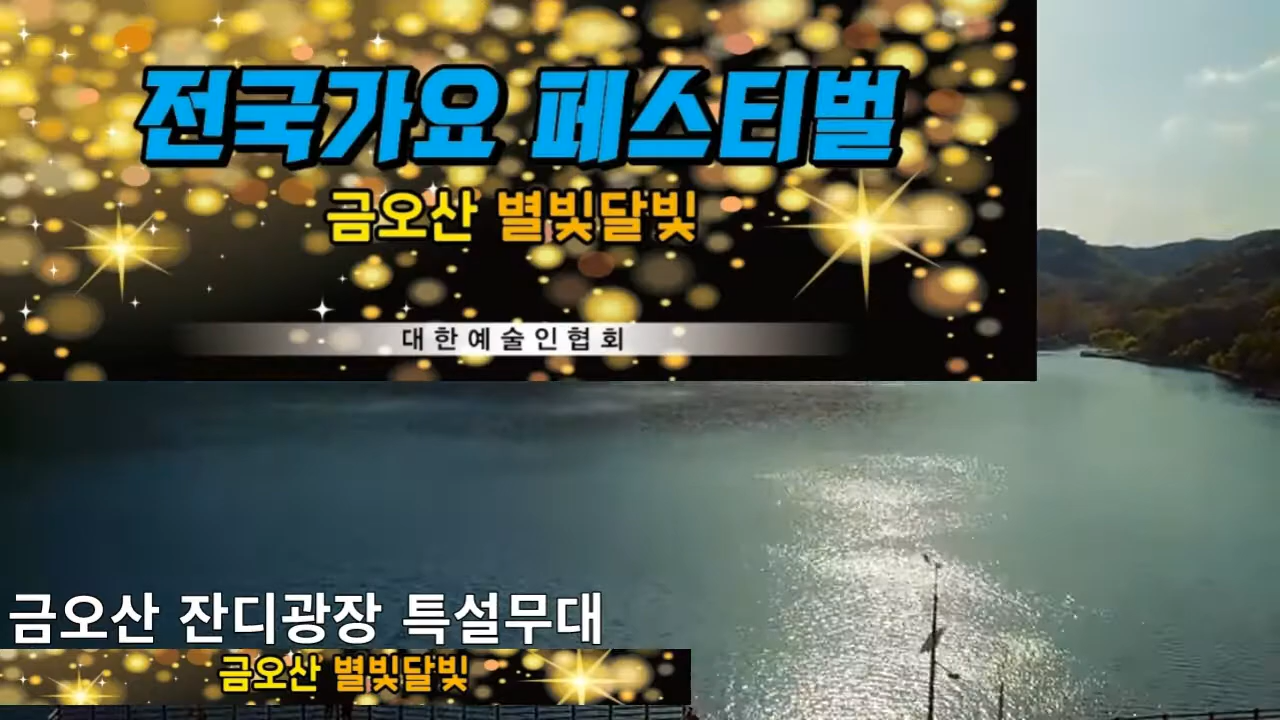 전국가요 페스티벌
금오산 별빛달빛
대한예술인협회
금오산 잔디광장 특설무대
금오산 별빛달빛